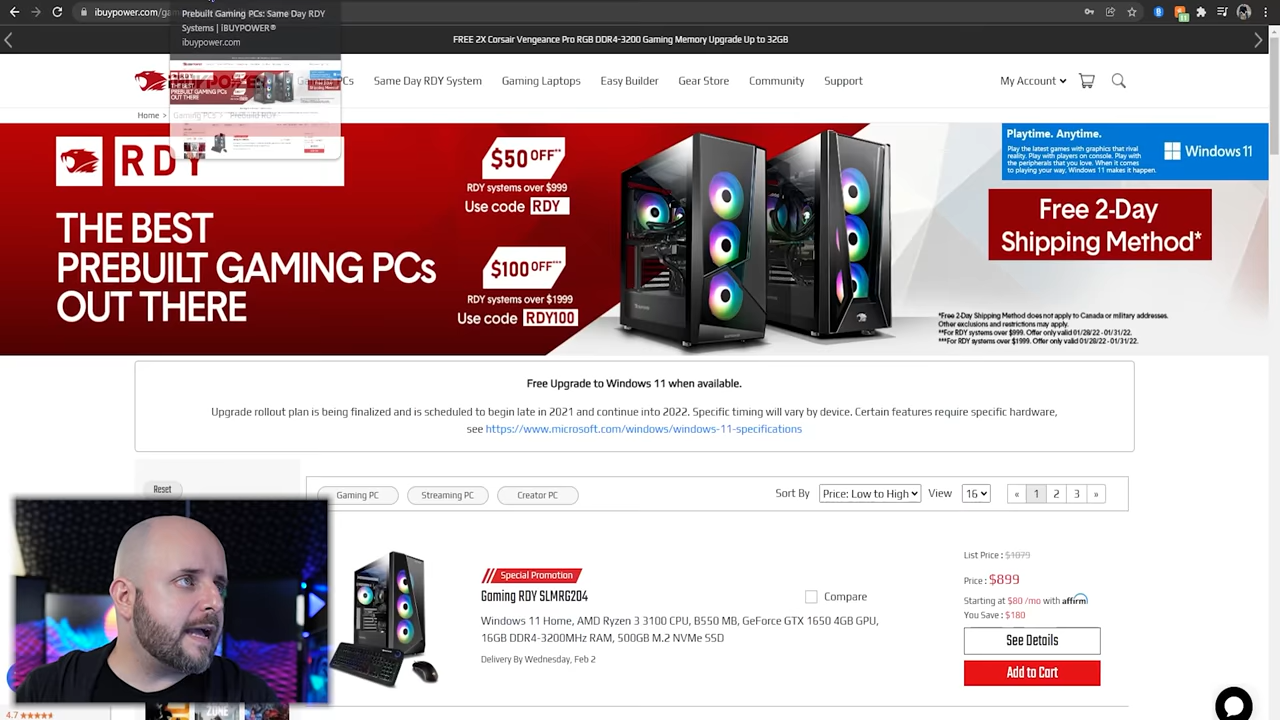 Prebuilt Gaming PCs: Same Day RDY
Systems | iBUYPOWER®
ibuypower.com
FREE 2X Corsair Vengeance Pro RGB DDR4-3200 Gaming Memory Upgrade Up to 32GB
Same Day RDY System Gaming Laptops Easy Builder Gear Store Community Support My Account
Home > Gaming PCs > Prebuilt RDY
RDY
THE BEST
PREBUILT GAMING PCs
OUT THERE
$50 OFF**
RDY systems over $999
Use code RDY
$100 OFF***
RDY systems over $1999
Use code RDY100
Playtime. Anytime.
Play the latest games with graphics that rival
reality. Play with players on console. Play with
the peripherals that you love. When it comes
to playing your way, Windows 11 makes it happen.
Windows 11
Free 2-Day
Shipping Method*
*Free 2-Day Shipping Method does not apply to Canada or military addresses.
Other exclusions and restrictions may apply.
**For RDY systems over $999. Offer only valid 01/28/22 - 01/31/22.
***For RDY systems over $1999. Offer only valid 01/28/22 - 01/31/22.
Free Upgrade to Windows 11 when available.
Upgrade rollout plan is being finalized and is scheduled to begin late in 2021 and continue into 2022. Specific timing will vary by device. Certain features require specific hardware,
see https://www.microsoft.com/windows/windows-11-specifications
Reset
Gaming PC Streaming PC Creator PC Sort By Price: Low to High View 16 « 1 2 3 »
Special Promotion
Gaming RDY SLMRG204
Compare
Windows 11 Home, AMD Ryzen 3 3100 CPU, B550 MB, GeForce GTX 1650 4GB GPU,
16GB DDR4-3200MHz RAM, 500GB M.2 NVMe SSD
Delivery By Wednesday, Feb 2
List Price : $1079
Price : $899
Starting at $80 /mo with affirm
You Save : $180
See Details
Add to Cart
4.7